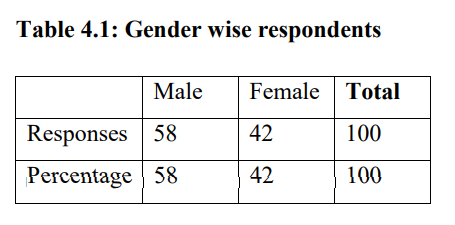 Table 4.1: Gender wise respondents
Male Female Total
Responses 58 42 100
Percentage 58 42 100